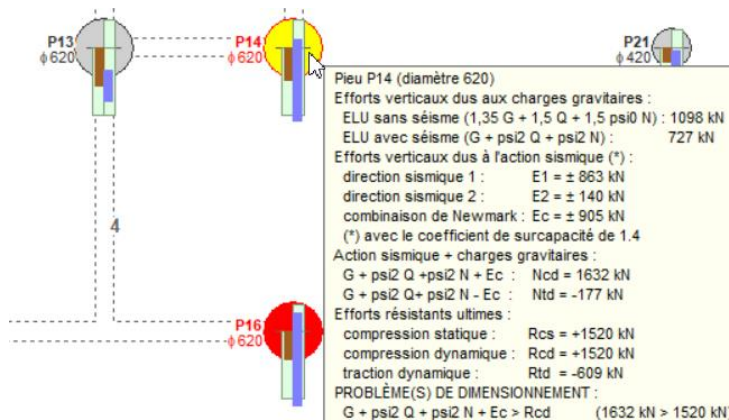 P13
ϕ620
P14
ϕ620
P21
ϕ420
4
P16
ϕ620
Pieu P14 (diamètre 620)
Efforts verticaux dus aux charges gravitaires :
ELU sans séisme (1,35 G + 1,5 Q + 1,5 psi0 N) : 1098 kN
ELU avec séisme (G + psi2 Q + psi2 N) : 727 kN
Efforts verticaux dus à l'action sismique (*) :
direction sismique 1 : E1 = ± 863 kN
direction sismique 2 : E2 = ± 140 kN
combinaison de Newmark : Ec = ± 905 kN
(*) avec le coefficient de surcapacité de 1.4
Action sismique + charges gravitaires :
G + psi2 Q +psi2 N + Ec : Ncd = 1632 kN
G + psi2 Q+ psi2 N - Ec : Ntd = -177 kN
Efforts résistants ultimes :
compression statique : Rcs = +1520 kN
compression dynamique : Rcd = +1520 kN
traction dynamique : Rtd = -609 kN
PROBLÈME(S) DE DIMENSIONNEMENT :
G + psi2 Q + psi2 N + Ec > Rcd (1632 kN > 1520 kN)